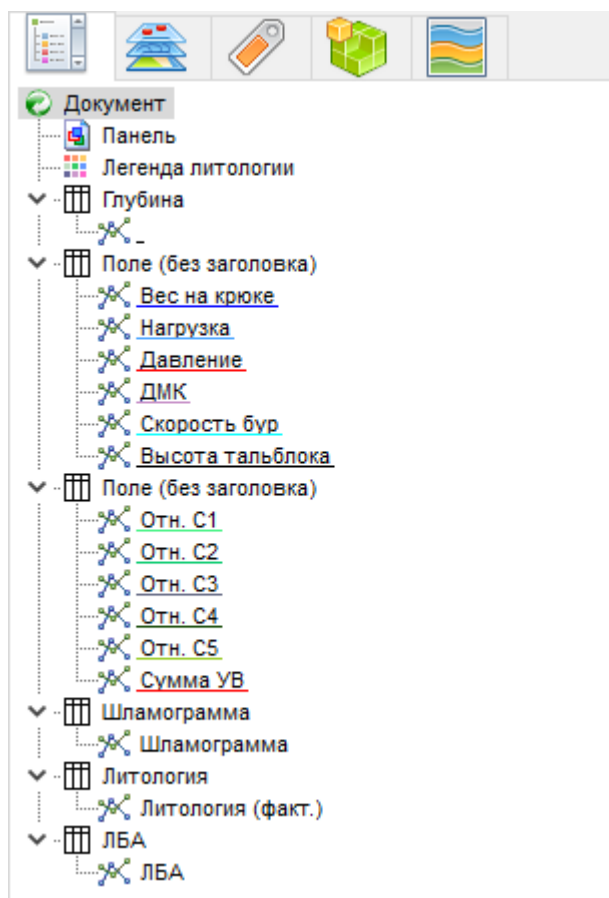 Документ
Панель
Легенда литологии
Глубина
_
Поле (без заголовка)
Вес на крюке
Нагрузка
Давление
ДМК
Скорость бур
Высота тальблока
Поле (без заголовка)
Отн. С1
Отн. С2
Отн. С3
Отн. С4
Отн. С5
Сумма УВ
Шламограмма
Шламограмма
Литология
Литология (факт.)
ЛБА
ЛБА